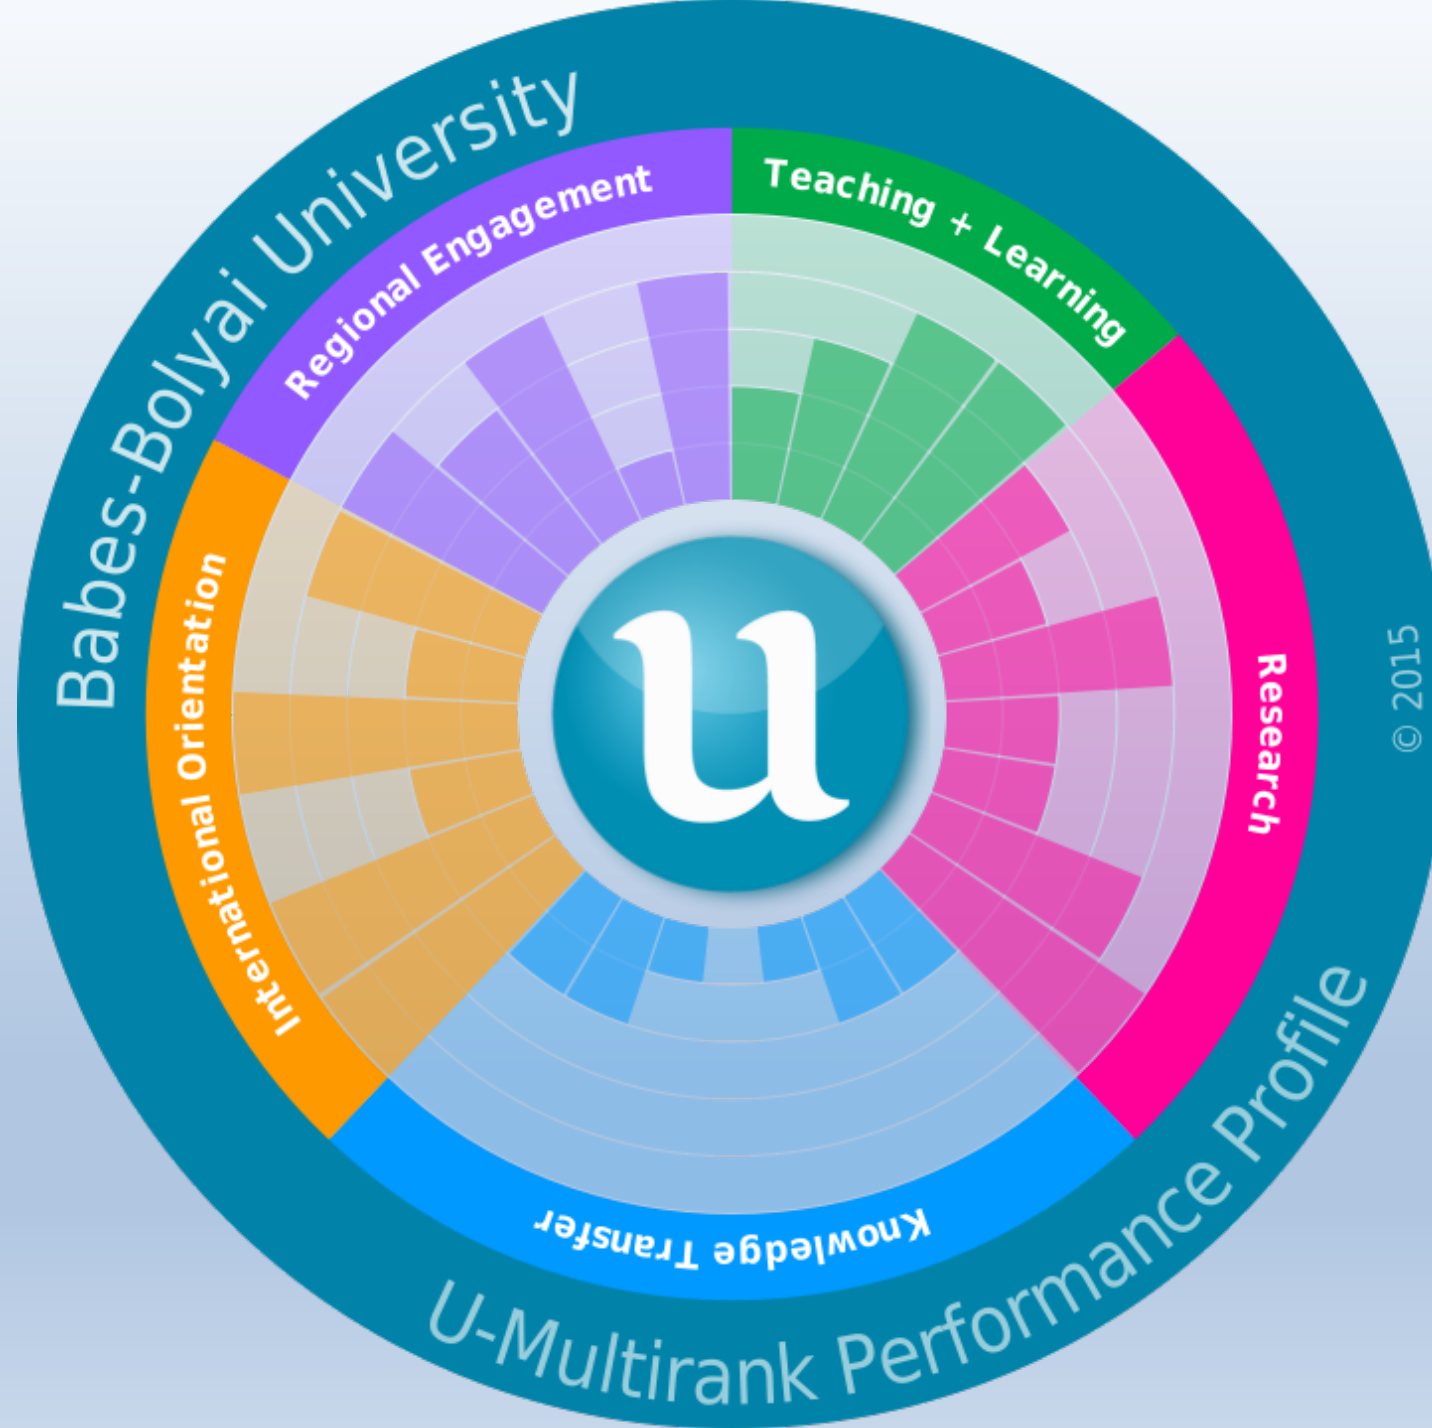 Babes-Bolyai University
Regional Engagement
Teaching + Learning
International Orientation
u
Research
© 2015
Knowledge Transfer
U-Multirank Performance Profile